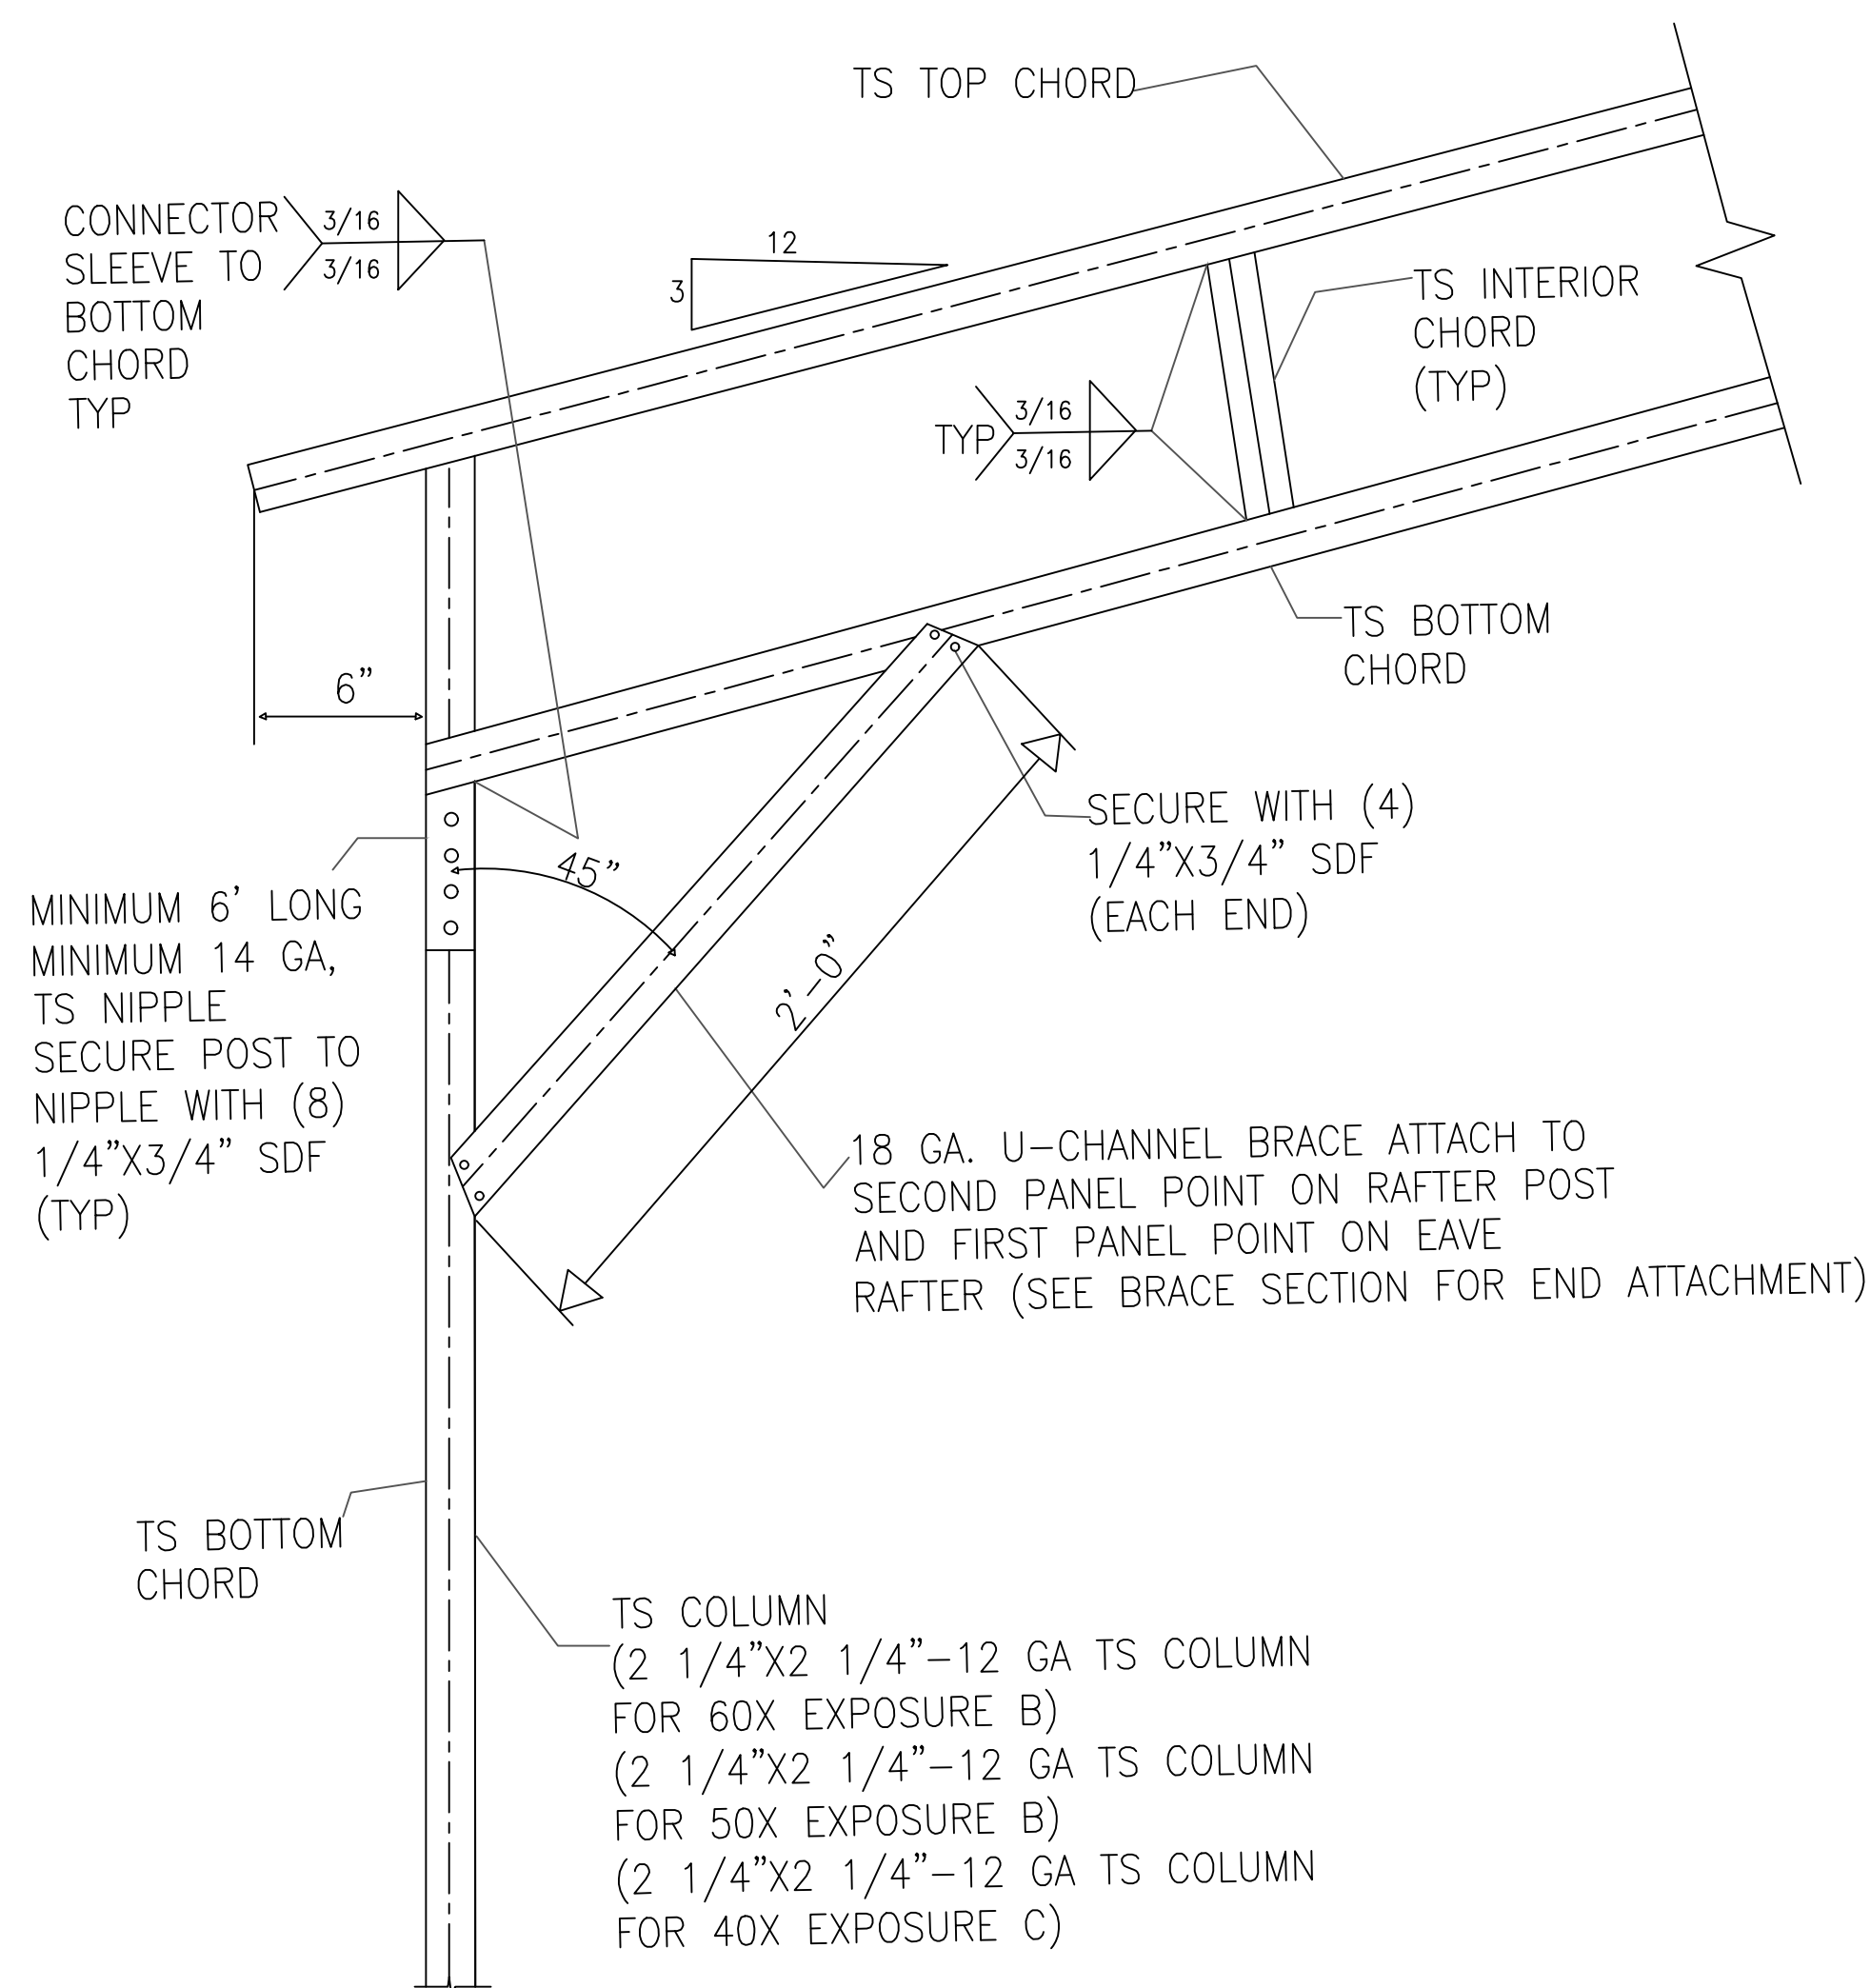 TS TOP CHORD
CONNECTOR
SLEEVE TO
BOTTOM
CHORD
TYP
3/16
3/16
12
3
TS INTERIOR
CHORD
(TYP)
TYP
3/16
3/16
TS BOTTOM
CHORD
6”
SECURE WITH (4)
1/4”X3/4” SDF
(EACH END)
45”
2’-0”
MINIMUM 6’ LONG
MINIMUM 14 GA,
TS NIPPLE
SECURE POST TO
NIPPLE WITH (8)
1/4”X3/4” SDF
(TYP)
18 GA. U-CHANNEL BRACE ATTACH TO
SECOND PANEL POINT ON RAFTER POST
AND FIRST PANEL POINT ON EAVE
RAFTER (SEE BRACE SECTION FOR END ATTACHMENT)
TS BOTTOM
CHORD
TS COLUMN
(2 1/4”X2 1/4”-12 GA TS COLUMN
FOR 60X EXPOSURE B)
(2 1/4”X2 1/4”-12 GA TS COLUMN
FOR 50X EXPOSURE B)
(2 1/4”X2 1/4”-12 GA TS COLUMN
FOR 40X EXPOSURE C)